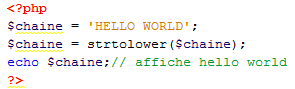 <?php
$chaine = 'HELLO WORLD';
$chaine = strtolower($chaine);
echo $chaine;// affiche hello world
?>